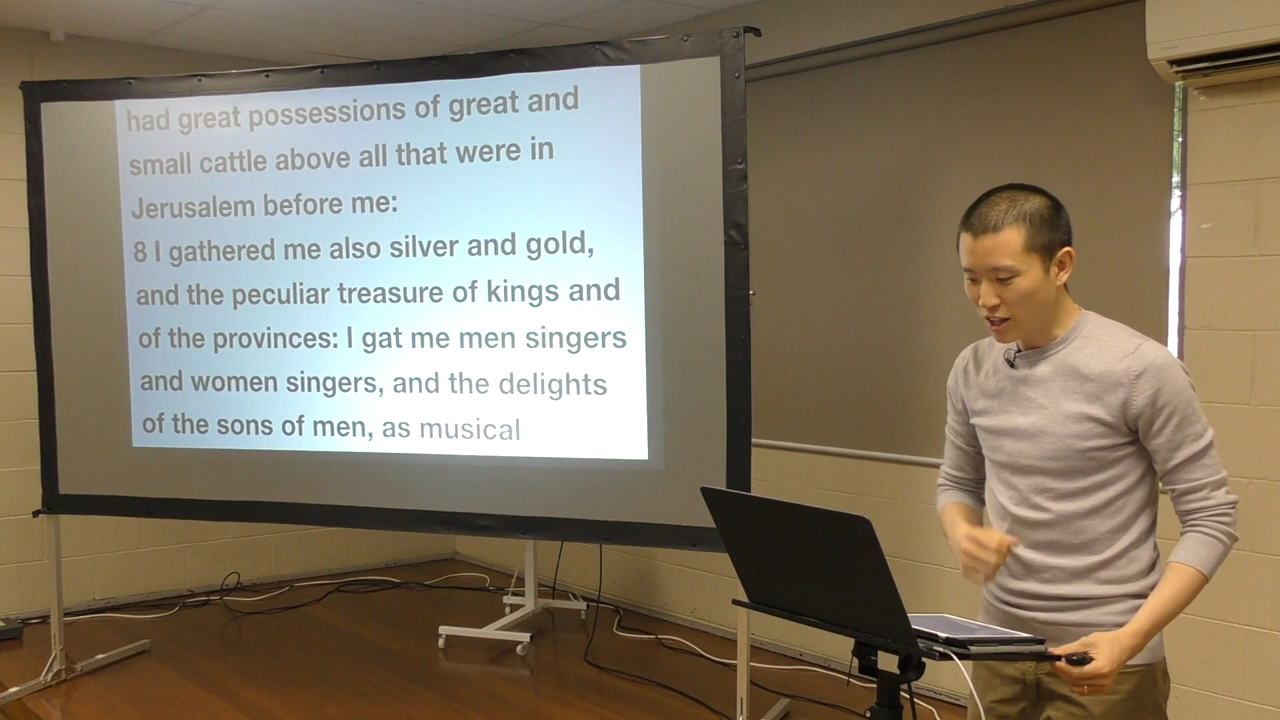 had great possessions of great and
small cattle above all that were in
Jerusalem before me:
8 I gathered me also silver and gold,
and the peculiar treasure of kings and
of the provinces: I gat me men singers
and women singers, and the delights
of the sons of men, as musical